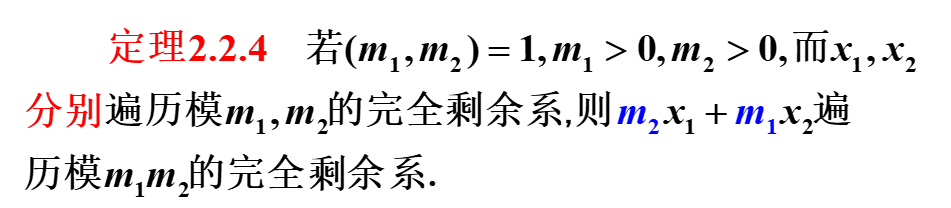 定理2.2.4 若(m₁,m₂)=1,m₁>0,m₂>0,而x₁,x₂
分别遍历模m₁,m₂的完全剩余系,则m₂x₁+m₁x₂遍
历模m₁m₂的完全剩余系.